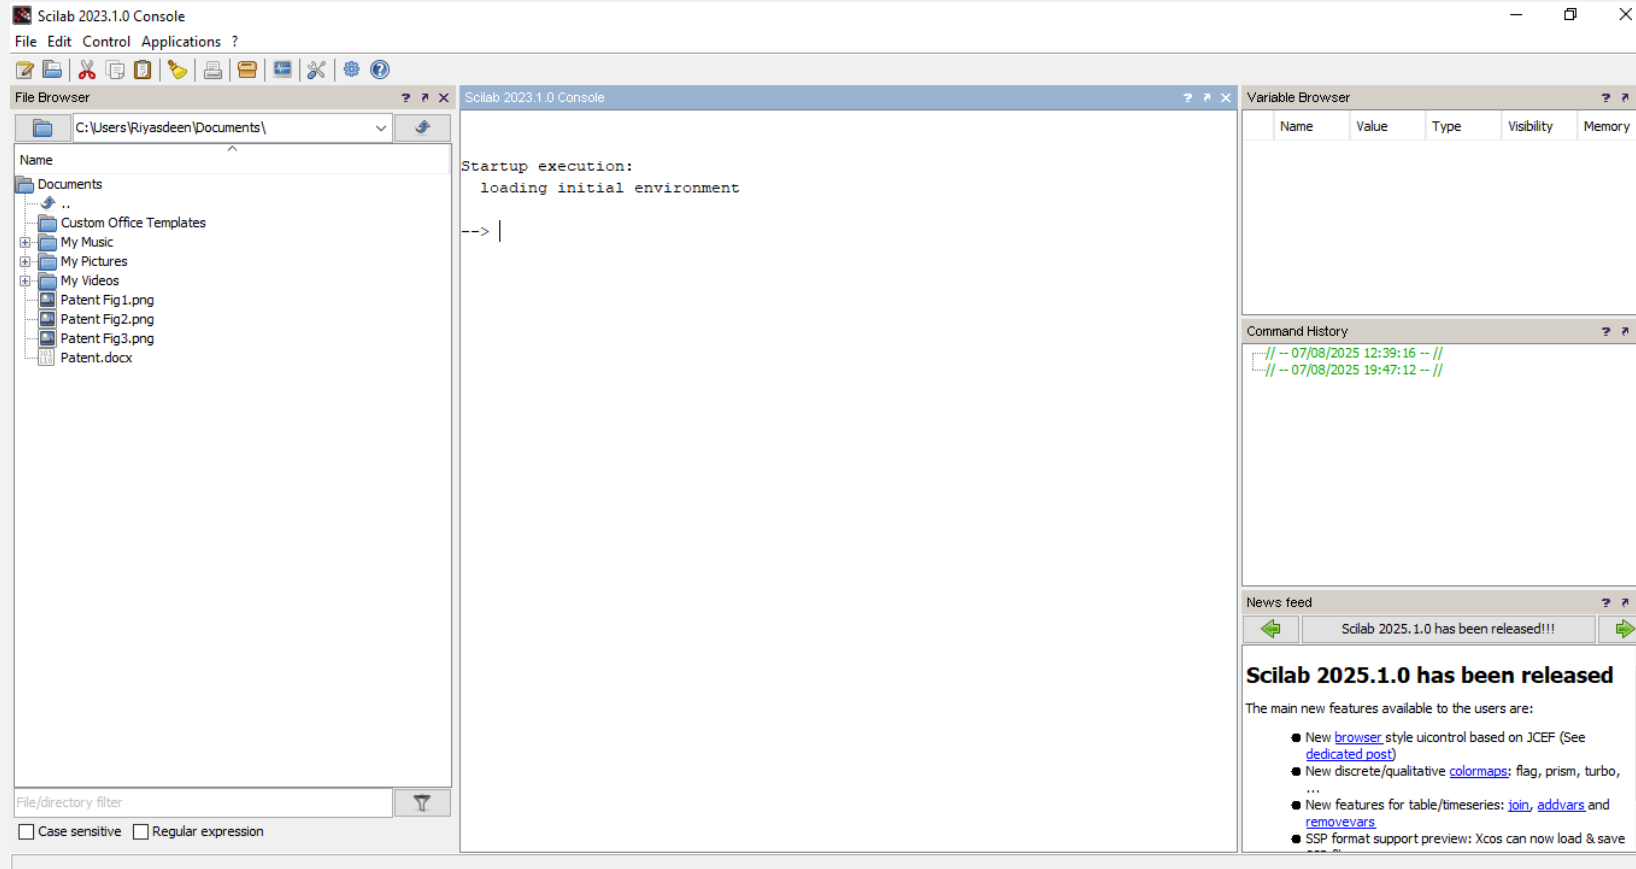 Scilab 2023.1.0 Console
File Edit Control Applications ?
File Browser
C:\Users\Riyasdeen\Documents\
Name
Documents
..
Custom Office Templates
My Music
My Pictures
My Videos
Patent Fig1.png
Patent Fig2.png
Patent Fig3.png
Patent.docx
File/directory filter
Case sensitive Regular expression
Scilab 2023.1.0 Console
Startup execution:
loading initial environment
-->
Variable Browser
Name Value Type Visibility Memory
Command History
// -- 07/08/2025 12:39:16 -- //
// -- 07/08/2025 19:47:12 -- //
News feed
Scilab 2025.1.0 has been released!!!
Scilab 2025.1.0 has been released
The main new features available to the users are:
New browser style uicontrol based on JCEF (See
dedicated post)
New discrete/qualitative colormaps: flag, prism, turbo,
...
New features for table/timeseries: join, addvars and
removevars
SSP format support preview: Xcos can now load & save